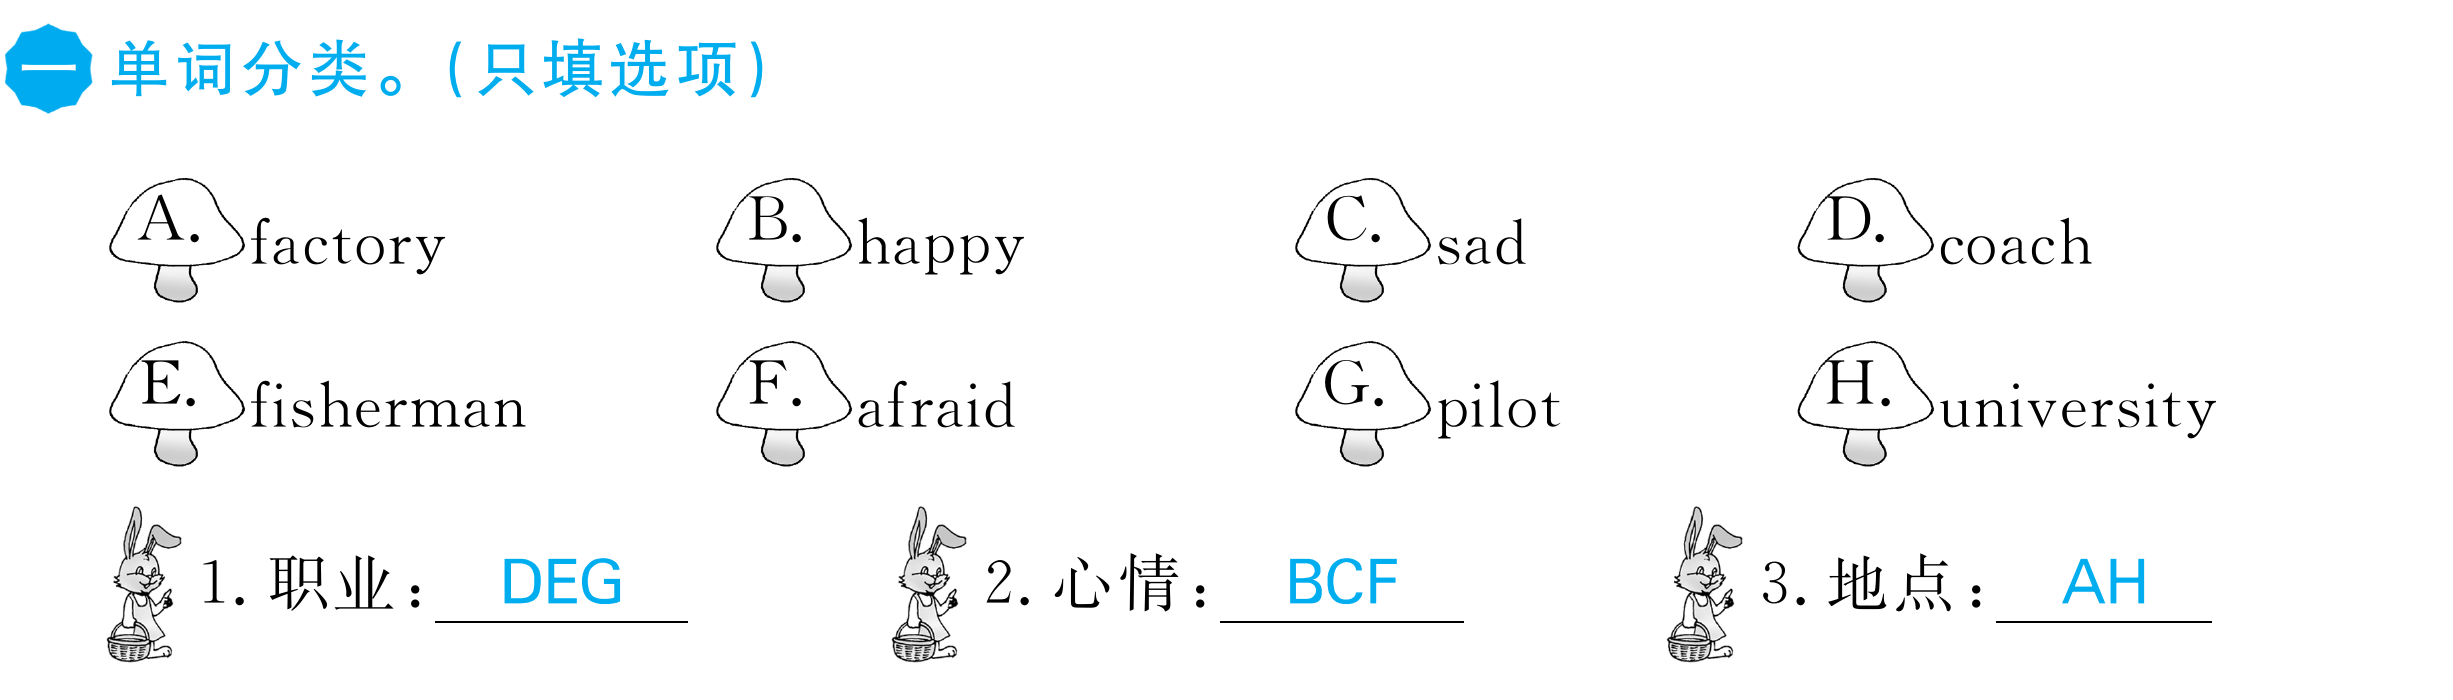 一 单词分类。(只填选项)
A. factory B. happy C. sad D. coach
E. fisherman F. afraid G. pilot H. university
1. 职业: DEG 2. 心情: BCF 3. 地点: AH